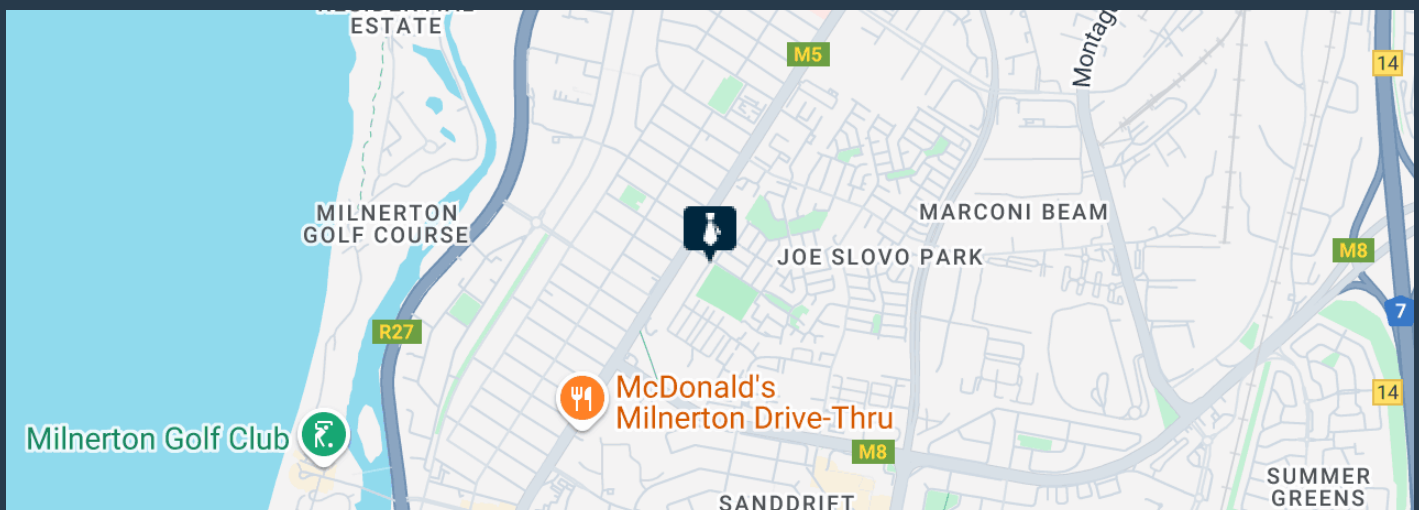 ESTATE
M5
Montag
14
MILNERTON
GOLF COURSE
MARCONI BEAM
JOE SLOVO PARK
M8
7
R27
McDonald's
Milnerton Drive-Thru
14
Milnerton Golf Club
M8
SUMMER
GREENS
SANDDRIFT